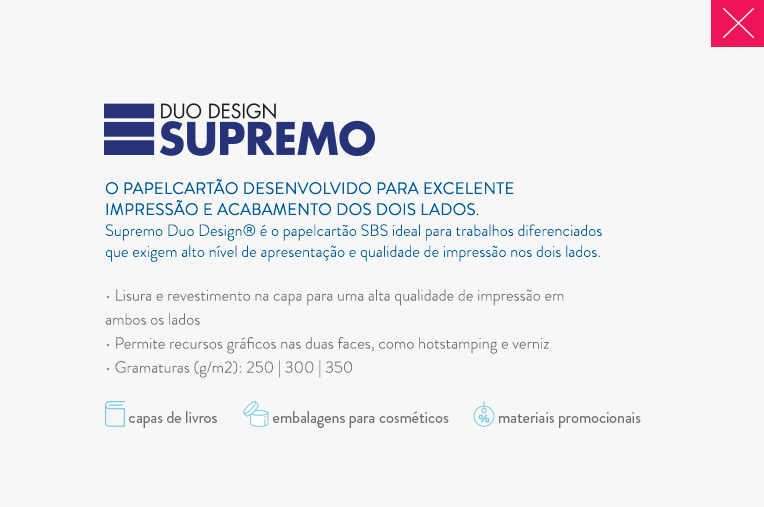 DUO DESIGN
SUPREMO
O PAPELCARTÃO DESENVOLVIDO PARA EXCELENTE
IMPRESSÃO E ACABAMENTO DOS DOIS LADOS.
Supremo Duo Design® é o papelcartão SBS ideal para trabalhos diferenciados
que exigem alto nível de apresentação e qualidade de impressão nos dois lados.
• Lisura e revestimento na capa para uma alta qualidade de impressão em
ambos os lados
• Permite recursos gráficos nas duas faces, como hotstamping e verniz
• Gramaturas (g/m2): 250 | 300 | 350
capas de livros embalagens para cosméticos % materiais promocionais